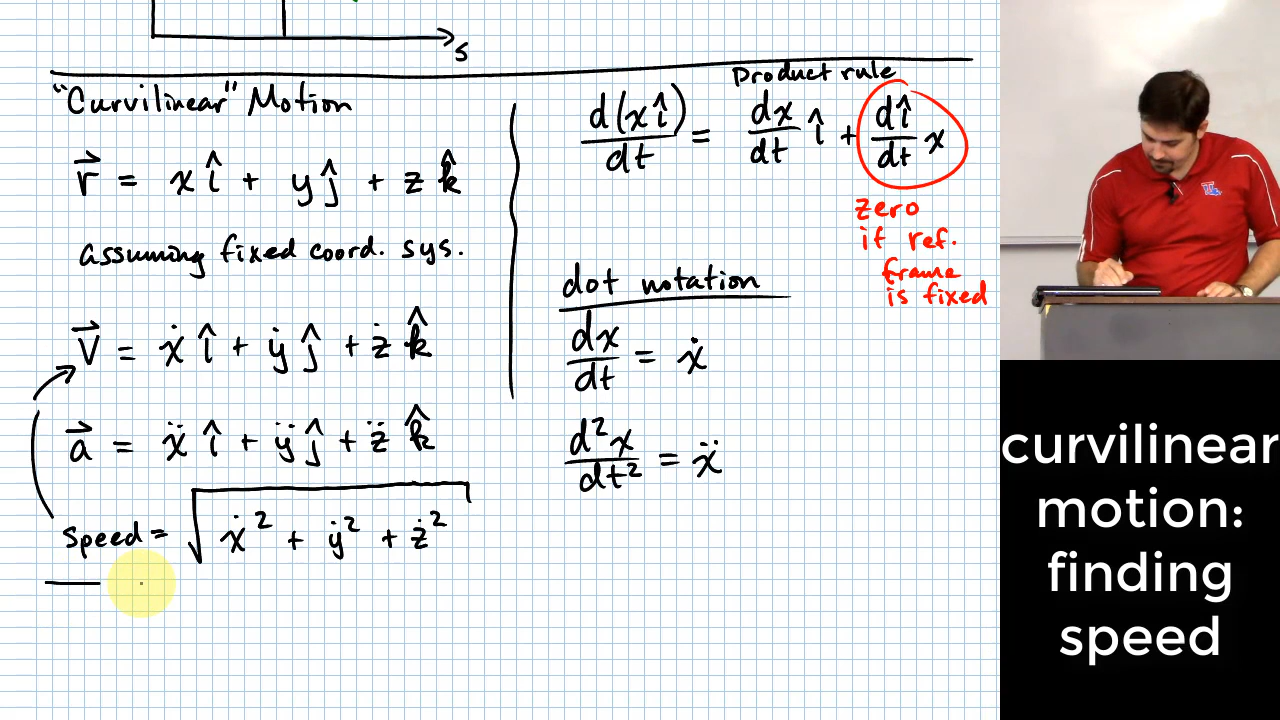 s
"Curvilinear" Motion
r⃗ = x î + y ĵ + z k̂
assuming fixed coord. sys.
V⃗ = ẋ î + ẏ ĵ + ż k̂
a⃗ = ẍ î + ÿ ĵ + z̈ k̂
speed = √(ẋ² + ẏ² + ż²)
Product rule
d(x î)/dt = dx/dt î + dî/dt x
zero
if ref.
frame
is fixed
dot notation
dx/dt = ẋ
d²x/dt² = ẍ
curvilinear
motion:
finding
speed